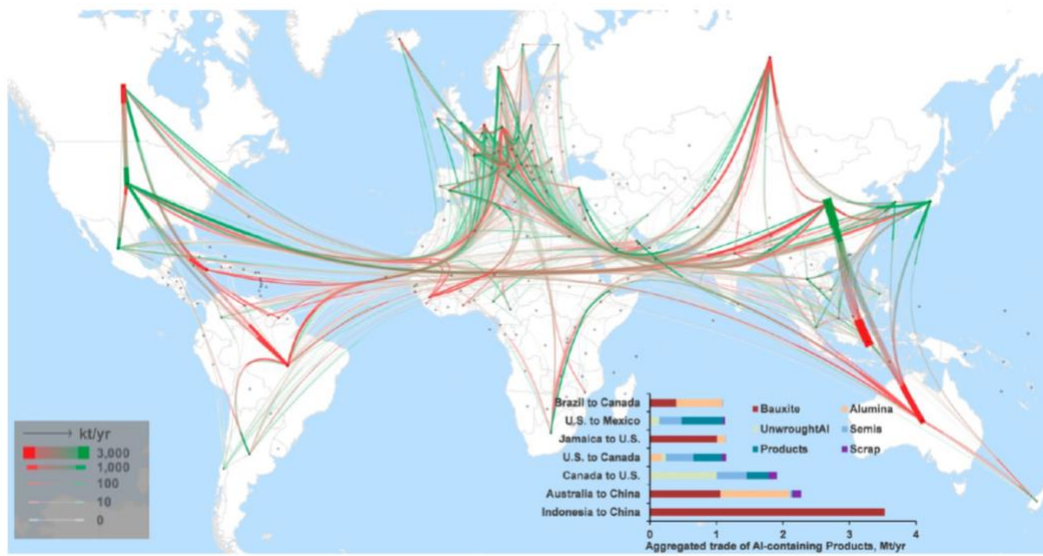 kt/yr
3,000
1,000
100
10
0
Brazil to Canada
U.S. to Mexico
Jamaica to U.S.
U.S. to Canada
Canada to U.S.
Australia to China
Indonesia to China
Bauxite Alumina
UnwroughtAl Semis
Products Scrap
0 1 2 3 4
Aggregated trade of Al-containing Products, Mt/yr